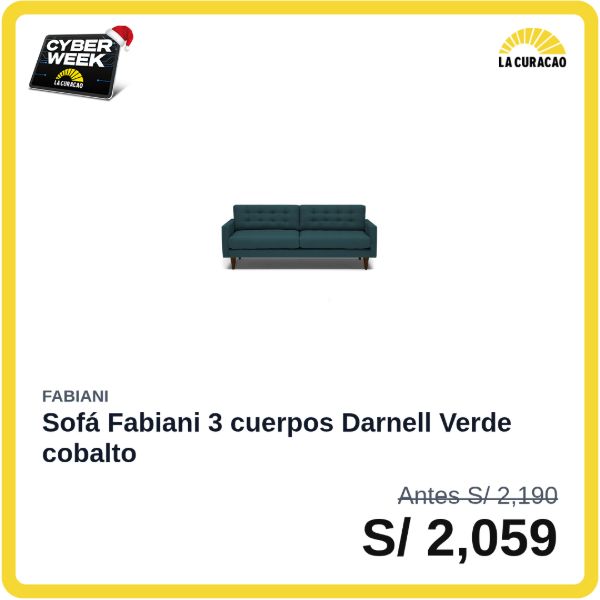 CYBER
WEEK
LA CURACAO
LA CURACAO
FABIANI
Sofá Fabiani 3 cuerpos Darnell Verde
cobalto
Antes S/ 2,190
S/ 2,059